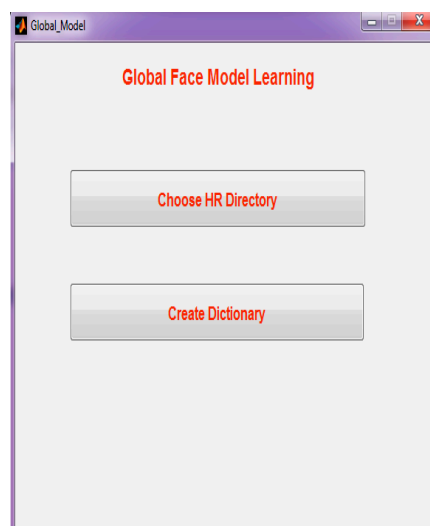 Global_Model
Global Face Model Learning
Choose HR Directory
Create Dictionary